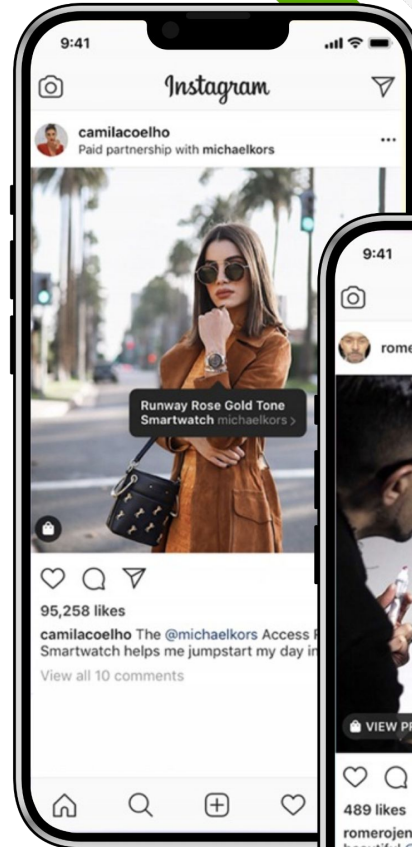 9:41
Instagram
camilacoelho
Paid partnership with michaelkors
Runway Rose Gold Tone
Smartwatch michaelkors >
95,258 likes
camilacoelho The @michaelkors Access
Smartwatch helps me jumpstart my day in
View all 10 comments
9:41
rome
VIEW
489 likes
romerojen
beautiful